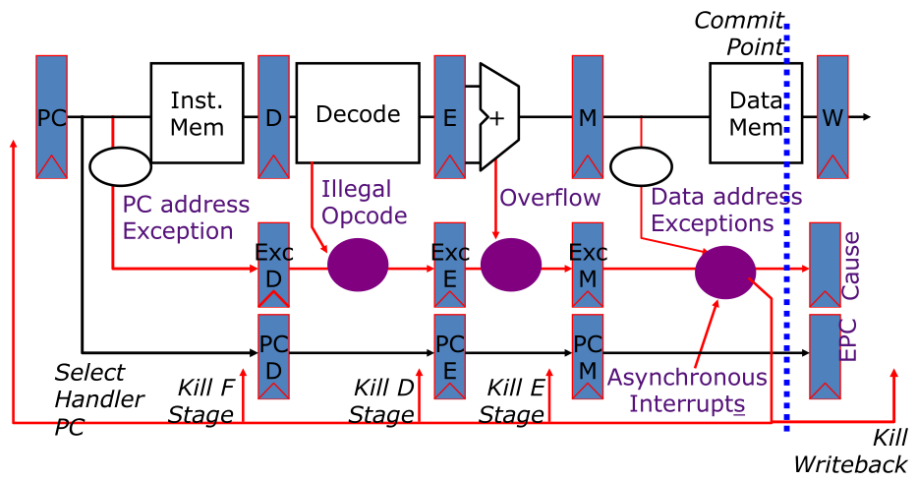 Commit
Point
PC
Inst.
Mem
D
Decode
E
+
M
Data
Mem
W
PC address
Exception
Illegal
Opcode
Overflow
Data address
Exceptions
Exc
D
Exc
E
Exc
M
Cause
PC
D
PC
E
PC
M
EPC
Select
Handler
PC
Kill F
Stage
Kill D
Stage
Kill E
Stage
Asynchronous
Interrupts
Kill
Writeback